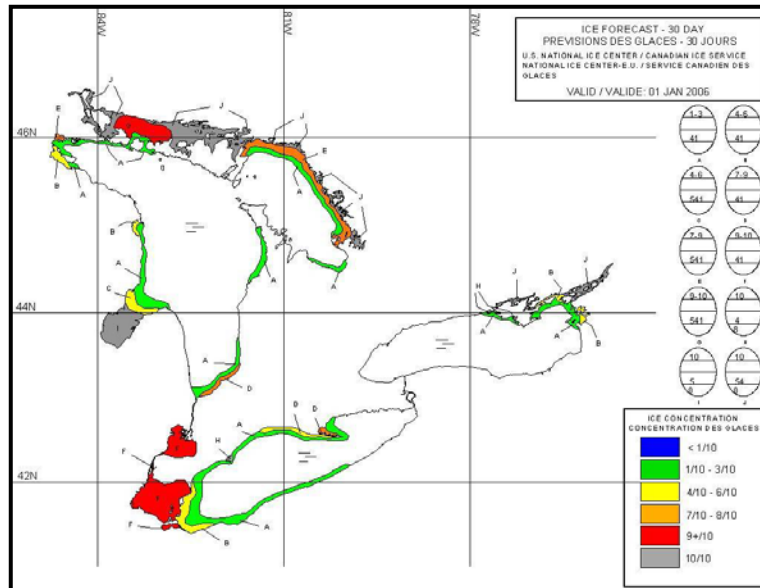 ICE FORECAST - 30 DAY
PREVISIONS DES GLACES - 30 JOURS
U.S. NATIONAL ICE CENTER / CANADIAN ICE SERVICE
NATIONAL ICE CENTER-E.U. / SERVICE CANADIEN DES
GLACES
VALID / VALIDE: 01 JAN 2006
84W 81W 78W
46N
44N
42N
J J J
E E
A A
B A
B A
C A
A
D
A D D
H
F F
A
B
H J B J
A A B
4-6
41 41
A B
4-6 7-9
541 41
7-9 9-10
541 41
9-10 10
541 4
8
10 10
5 54
J
ICE CONCENTRATION
CONCENTRATION DES GLACES
< 1/10
1/10 - 3/10
4/10 - 6/10
7/10 - 8/10
9+/10
10/10